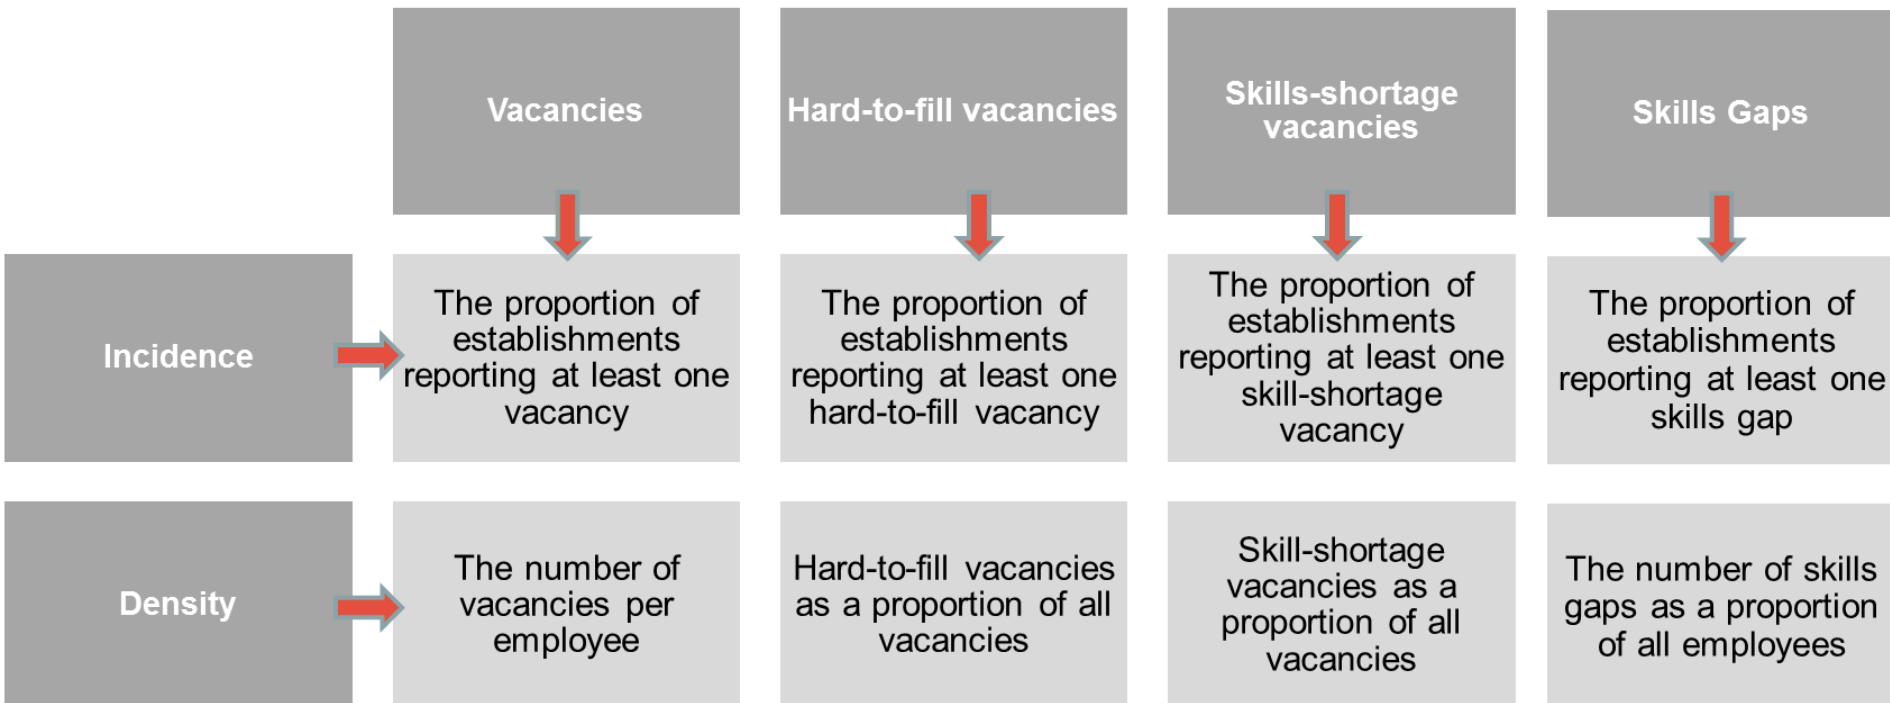 Vacancies
Hard-to-fill vacancies
Skills-shortage
vacancies
Skills Gaps
Incidence
The proportion of
establishments
reporting at least one
vacancy
The proportion of
establishments
reporting at least one
hard-to-fill vacancy
The proportion of
establishments
reporting at least one
skill-shortage
vacancy
The proportion of
establishments
reporting at least one
skills gap
Density
The number of
vacancies per
employee
Hard-to-fill vacancies
as a proportion of all
vacancies
Skill-shortage
vacancies as a
proportion of all
vacancies
The number of skills
gaps as a proportion
of all employees